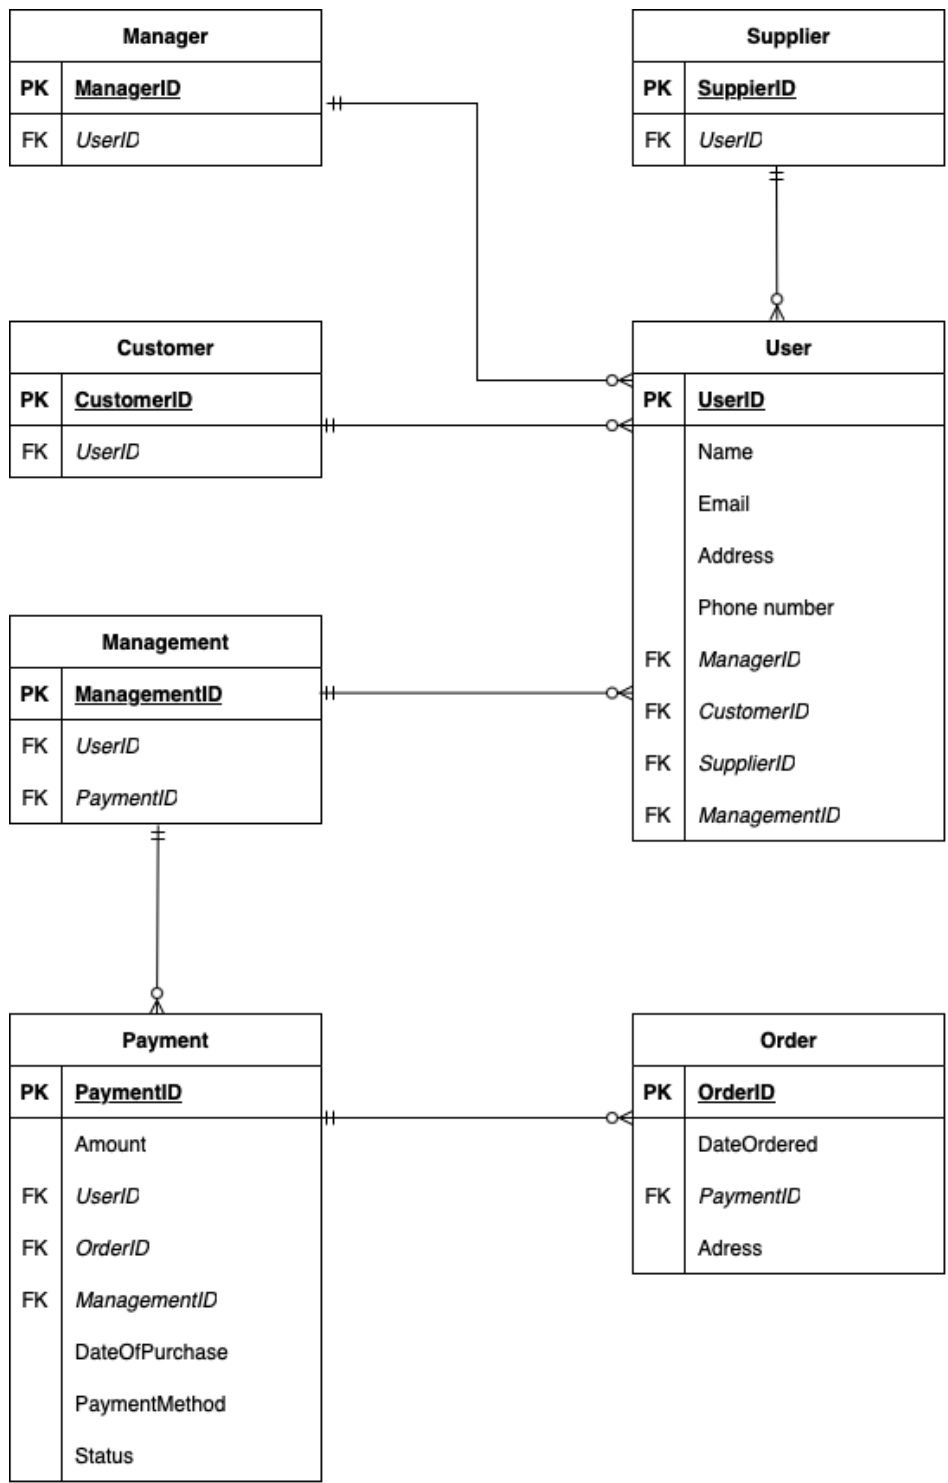 Manager
PK ManagerID
FK UserID
Supplier
PK SuppierID
FK UserID
Customer
PK CustomerID
FK UserID
User
PK UserID
Name
Email
Address
Phone number
FK ManagerID
FK CustomerID
FK SupplierID
FK ManagementID
Management
PK ManagementID
FK UserID
FK PaymentID
Payment
PK PaymentID
Amount
FK UserID
FK OrderID
FK ManagementID
DateOfPurchase
PaymentMethod
Status
Order
PK OrderID
DateOrdered
FK PaymentID
Adress